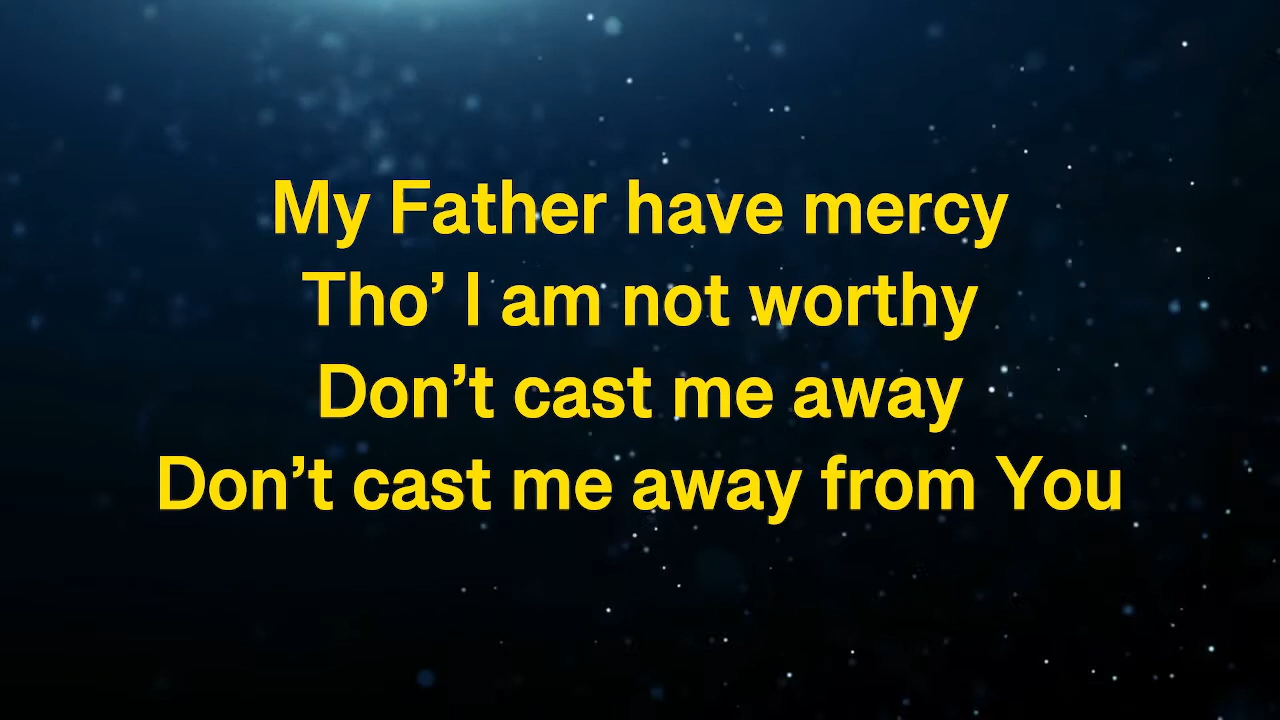 My Father have mercy
Tho’ I am not worthy
Don’t cast me away
Don’t cast me away from You